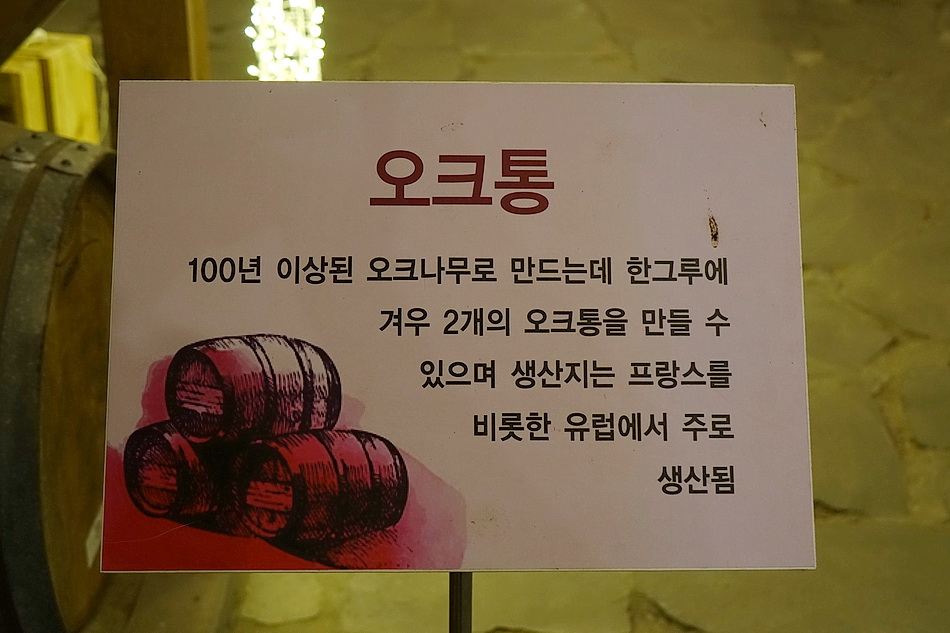 오크통
100년 이상된 오크나무로 만드는데 한그루에
겨우 2개의 오크통을 만들 수
있으며 생산지는 프랑스를
비롯한 유럽에서 주로
생산됨